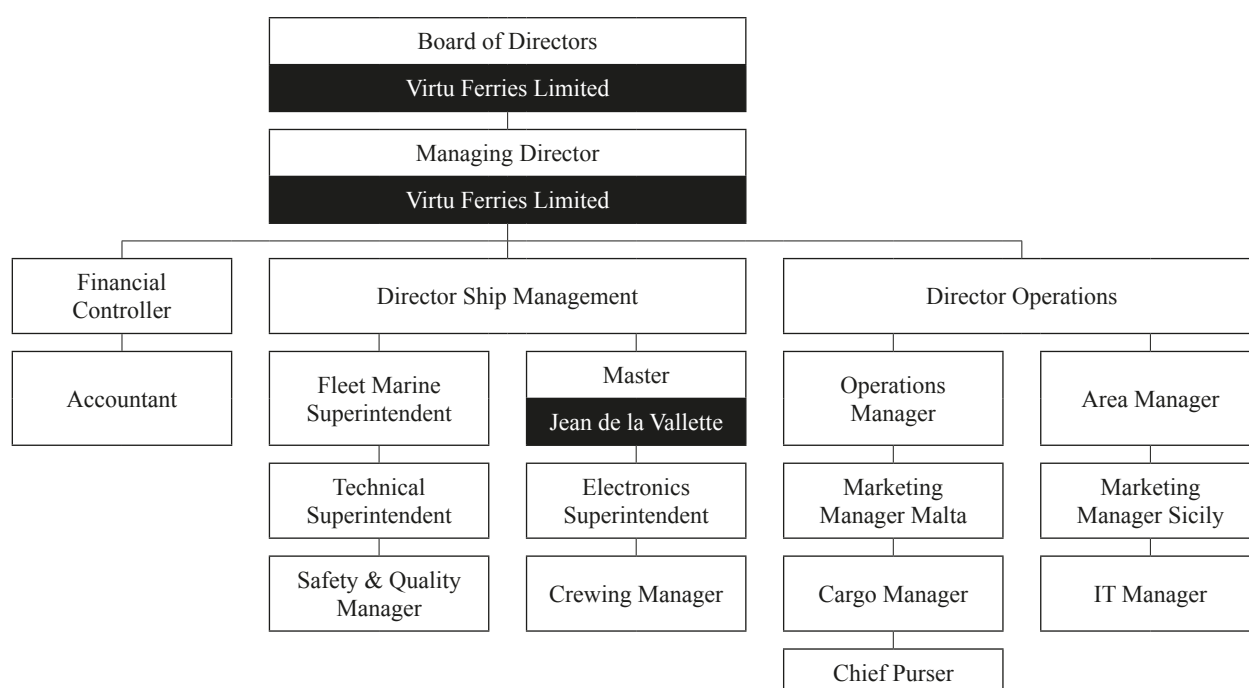 Board of Directors
Virtu Ferries Limited
Managing Director
Virtu Ferries Limited
Financial
Controller
Director Ship Management
Director Operations
Accountant
Fleet Marine
Superintendent
Master
Jean de la Vallette
Operations
Manager
Area Manager
Technical
Superintendent
Electronics
Superintendent
Marketing
Manager Malta
Marketing
Manager Sicily
Safety & Quality
Manager
Crewing Manager
Cargo Manager
IT Manager
Chief Purser